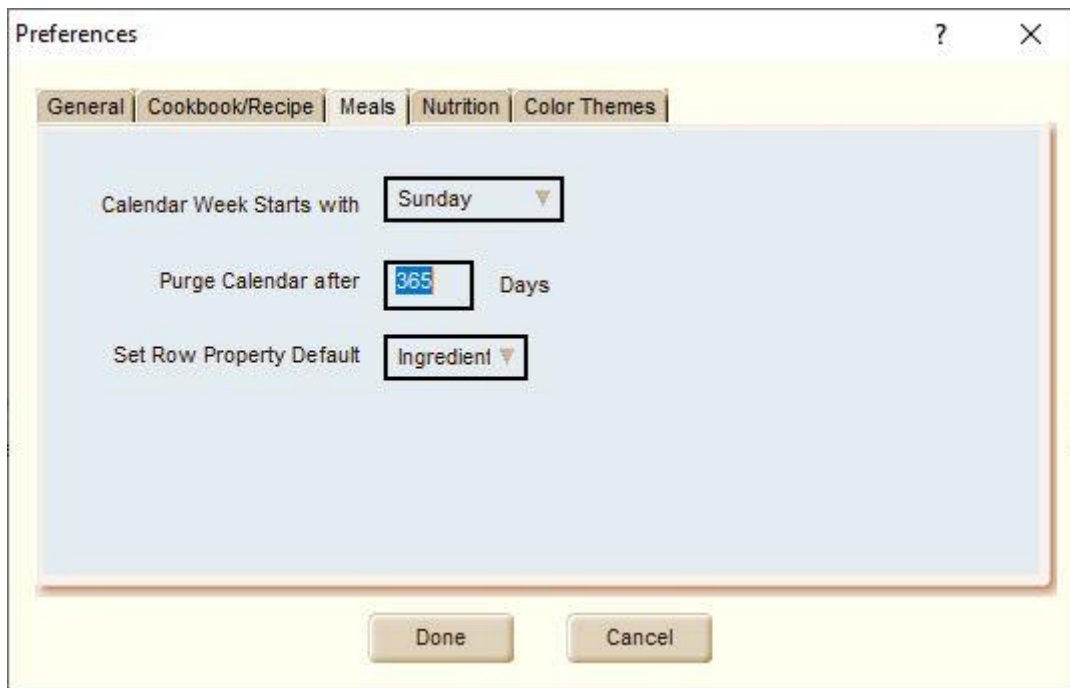 Preferences ?
General Cookbook/Recipe Meals Nutrition Color Themes
Calendar Week Starts with Sunday
Purge Calendar after 365 Days
Set Row Property Default Ingredient
Done Cancel